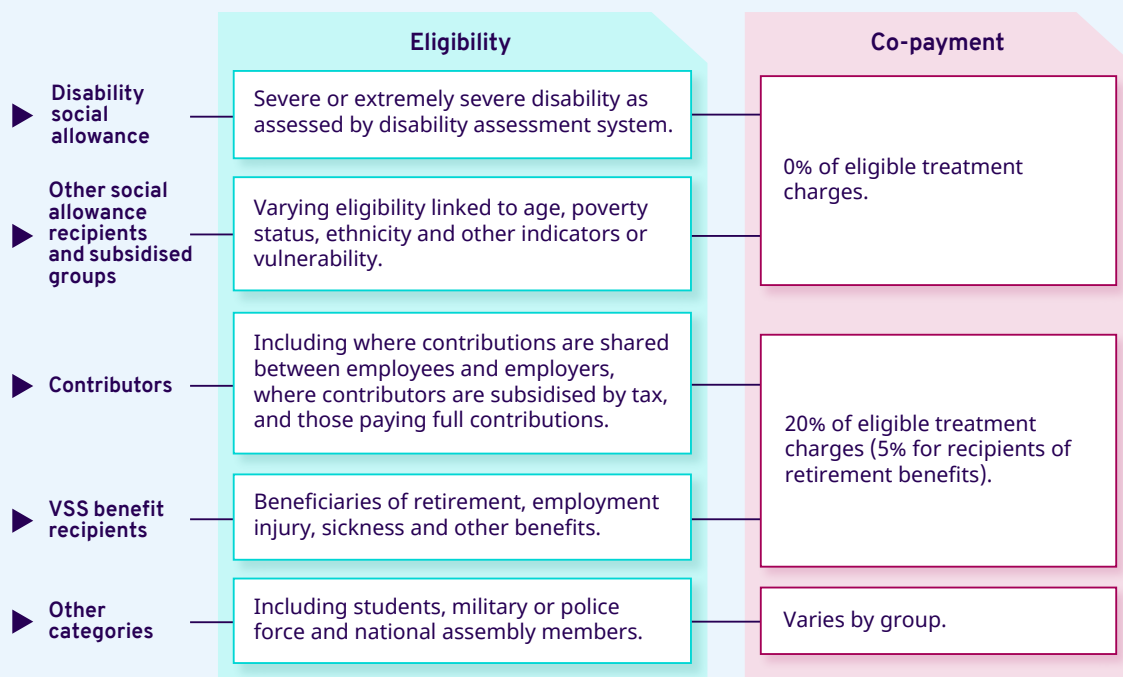 Eligibility
Co-payment
Disability
social
allowance
Severe or extremely severe disability as
assessed by disability assessment system.
0% of eligible treatment
charges.
Other social
allowance
recipients
and subsidised
groups
Varying eligibility linked to age, poverty
status, ethnicity and other indicators or
vulnerability.
Contributors
Including where contributions are shared
between employees and employers,
where contributors are subsidised by tax,
and those paying full contributions.
20% of eligible treatment
charges (5% for recipients of
retirement benefits).
VSS benefit
recipients
Beneficiaries of retirement, employment
injury, sickness and other benefits.
Other
categories
Including students, military or police
force and national assembly members.
Varies by group.